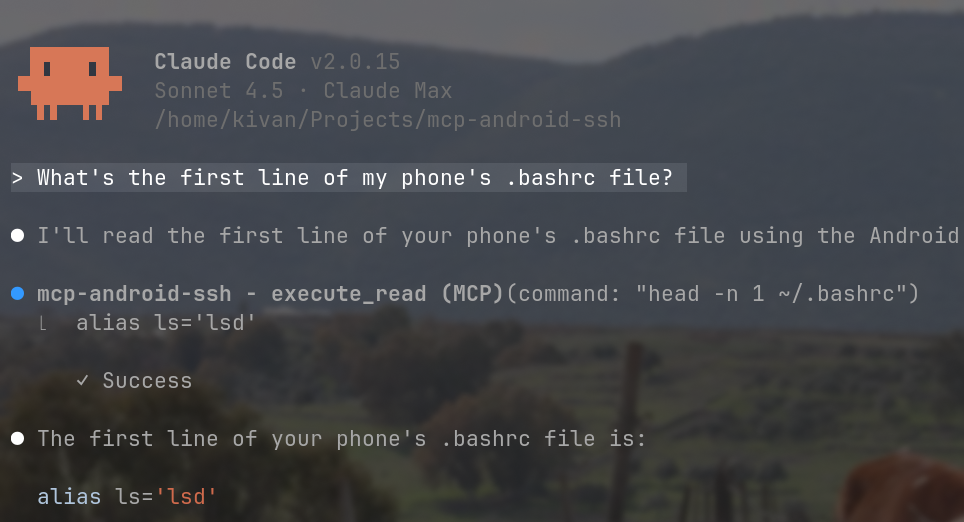 Claude Code v2.0.15
Sonnet 4.5 · Claude Max
/home/kivan/Projects/mcp-android-ssh
> What's the first line of my phone's .bashrc file?
● I'll read the first line of your phone's .bashrc file using the Android
● mcp-android-ssh - execute_read (MCP)(command: "head -n 1 ~/.bashrc")
⎿  alias ls='lsd'
✓ Success
● The first line of your phone's .bashrc file is:
alias ls='lsd'